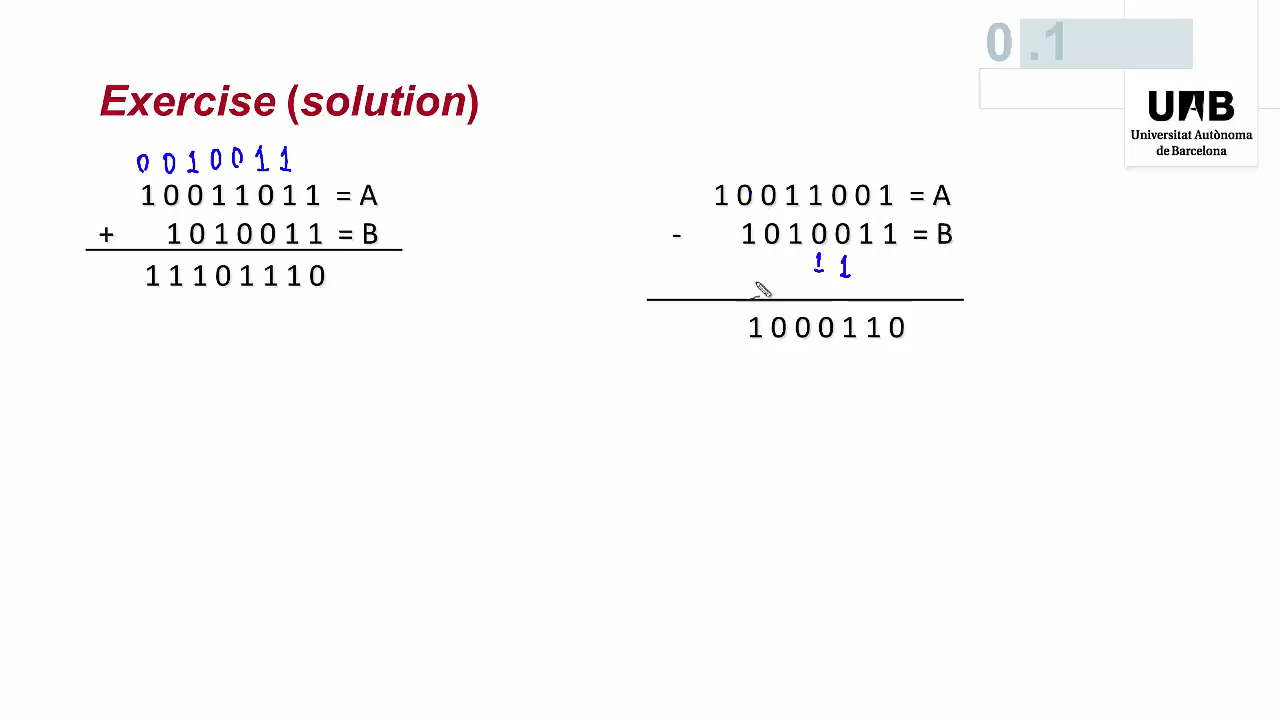 0.1
UAB
Universitat Autònoma
de Barcelona
Exercise (solution)
0 0 1 0 0 1 1
1 0 0 1 1 0 1 1 = A
+ 1 0 1 0 0 1 1 = B
1 1 1 0 1 1 1 0
1 0 0 1 1 0 0 1 = A
- 1 0 1 0 0 1 1 = B
1 1
1 0 0 0 1 1 0